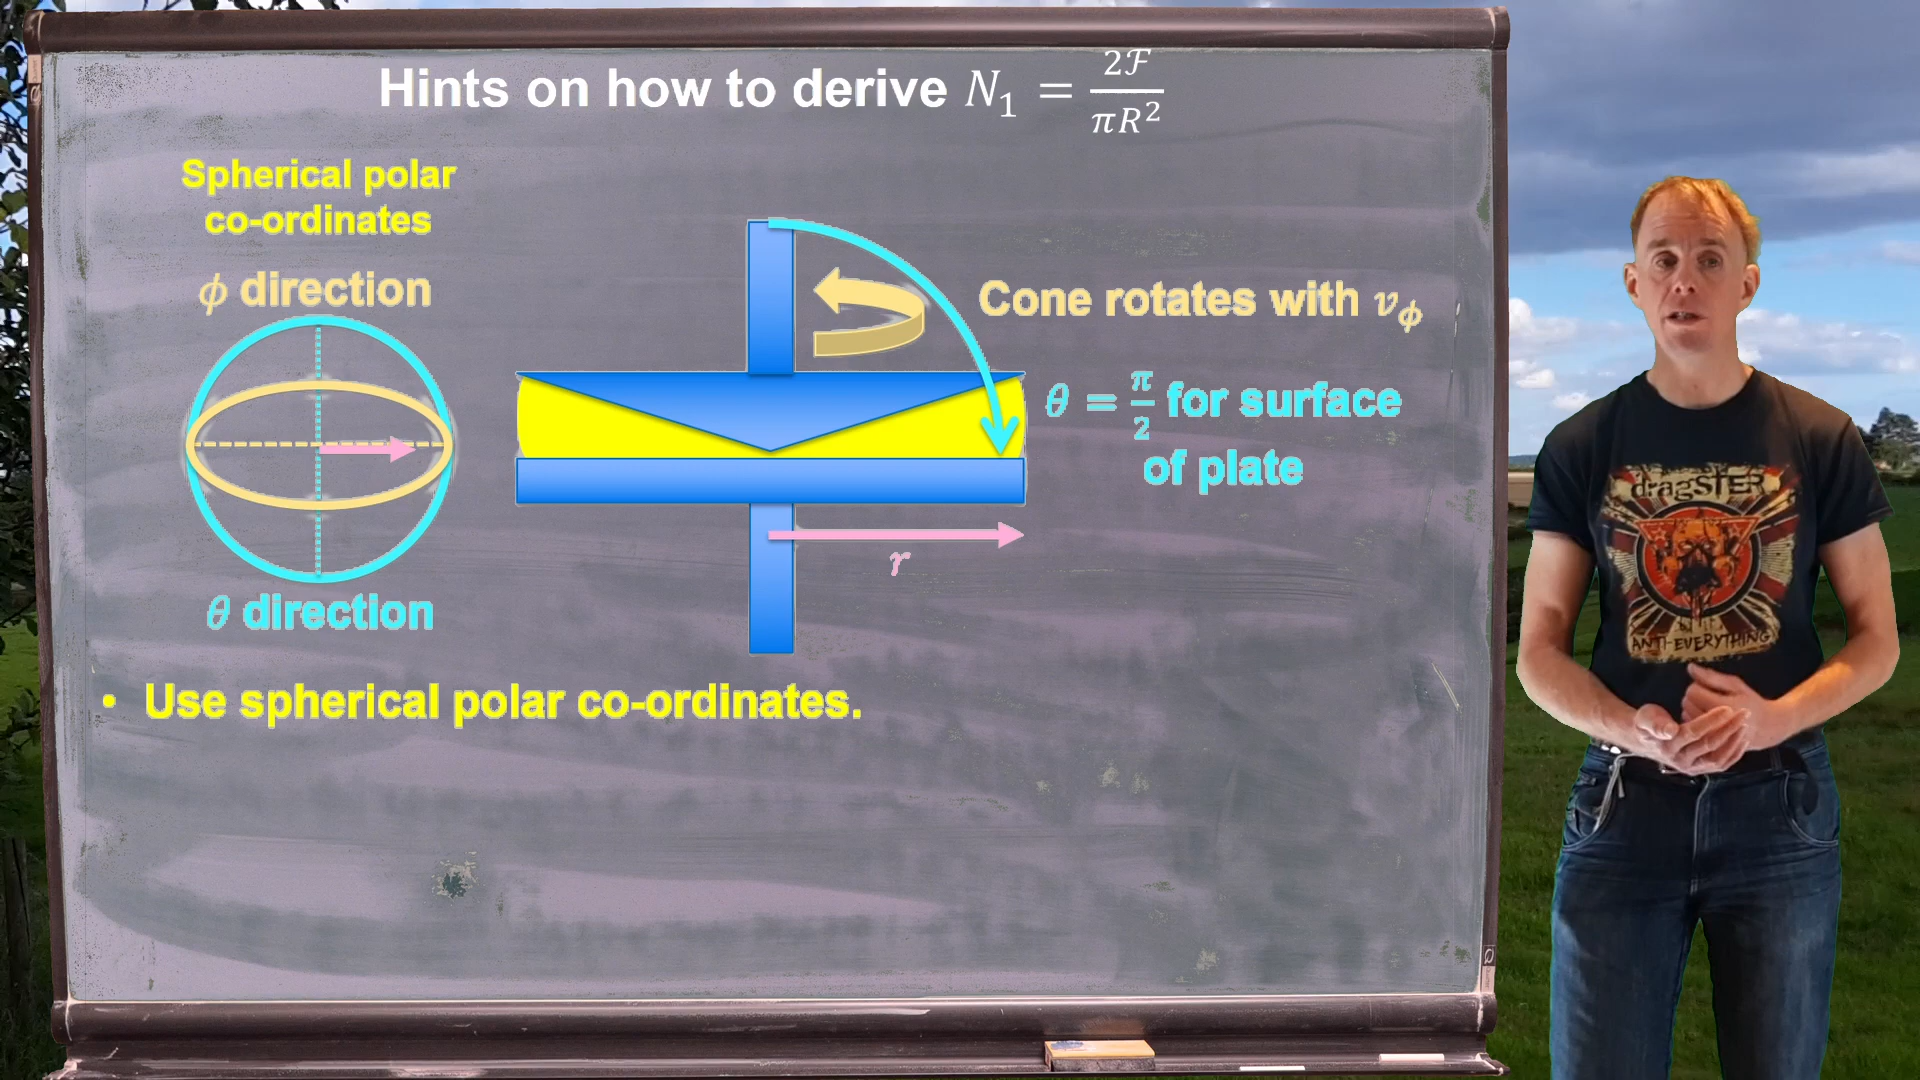 Hints on how to derive N₁ = 2ℱ/πR²
Spherical polar
co-ordinates
ϕ direction
Cone rotates with v_ϕ
θ = π/2 for surface
of plate
r
θ direction
• Use spherical polar co-ordinates.
dragSTER
ANTI-EVERYTHING